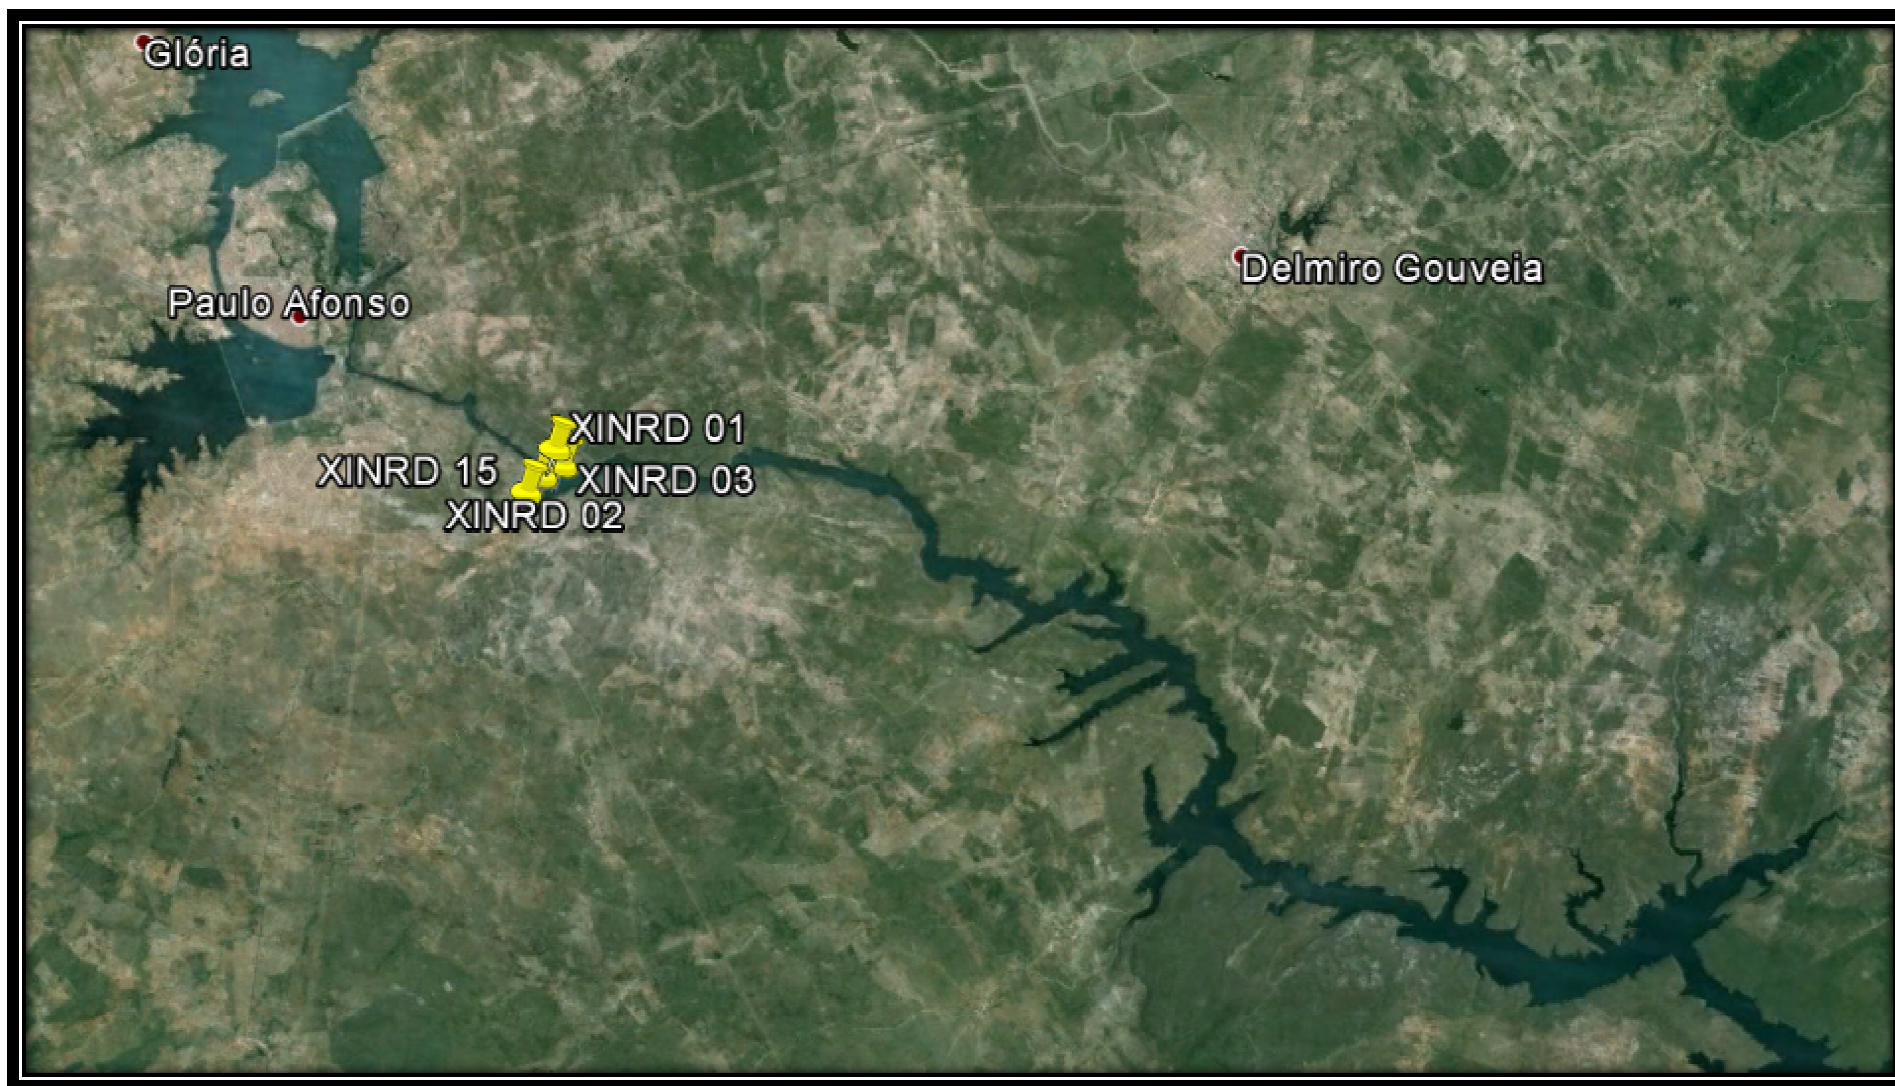 Glória
Delmiro Gouveia
Paulo Afonso
XINRD 01
XINRD 15
XINRD 03
XINRD 02